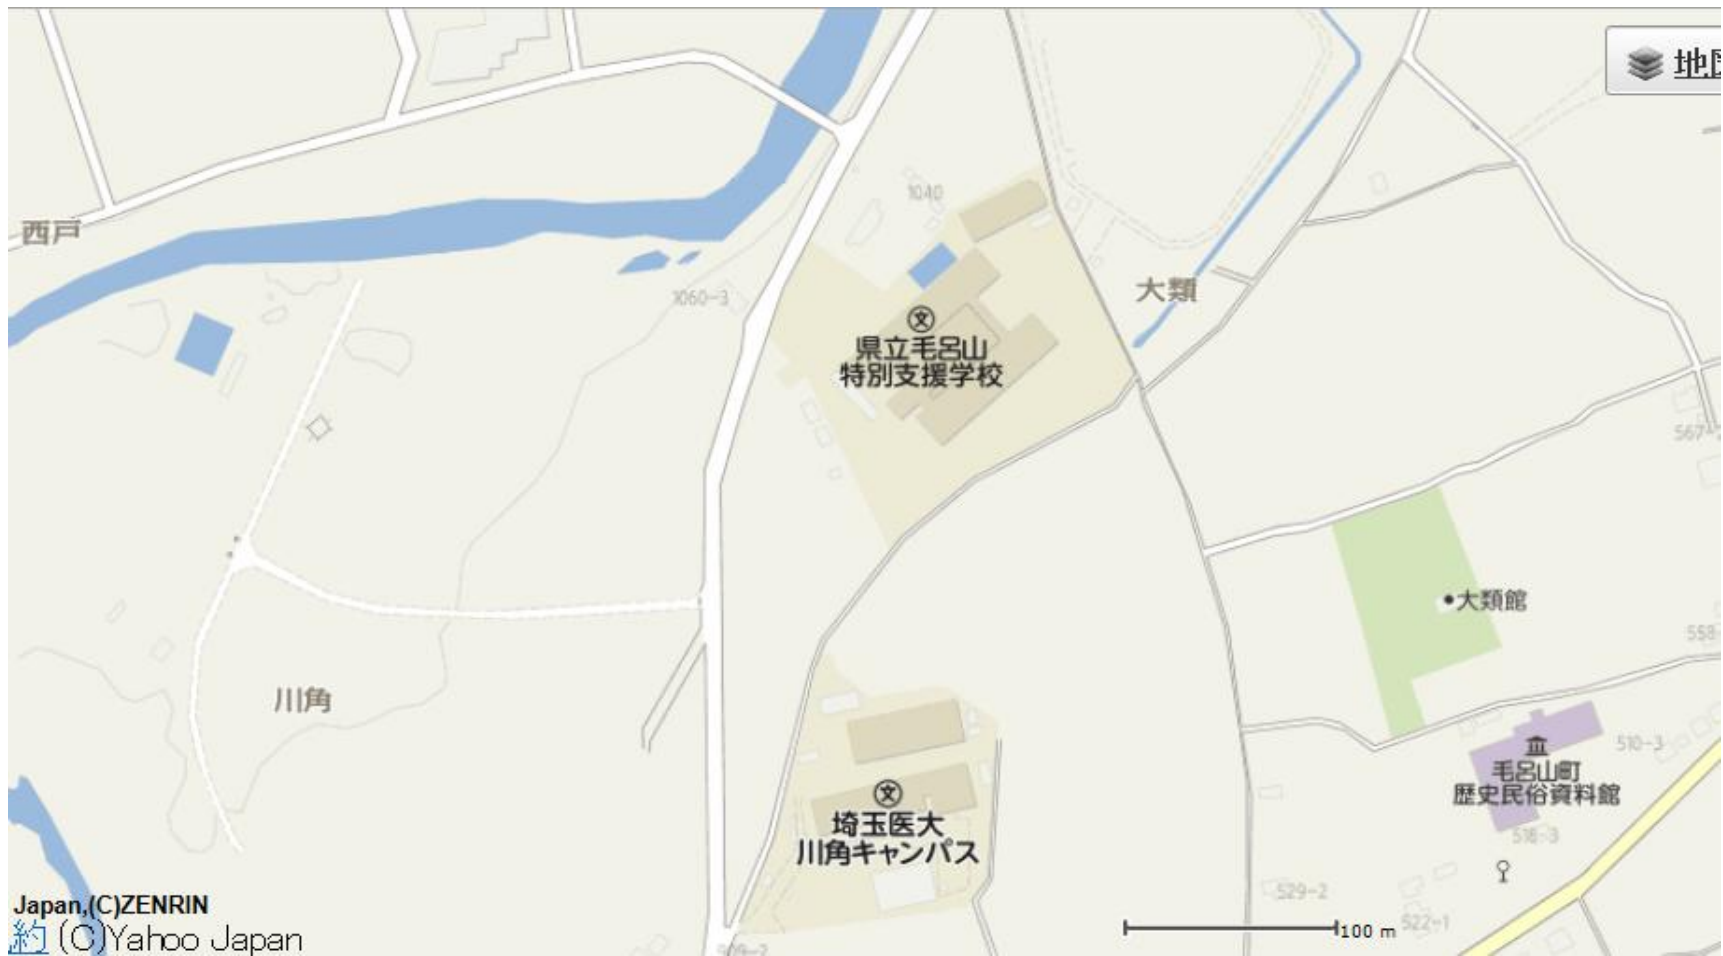 地図
1040
西戸
1060-3
大類
文
県立毛呂山
特別支援学校
大類館
川角
文
毛呂山町
歴史民俗資料館
510-3
埼玉医大
川角キャンパス
518-3
529-2
522-1
100 m
Japan,(C)ZENRIN
約 (C)Yahoo Japan